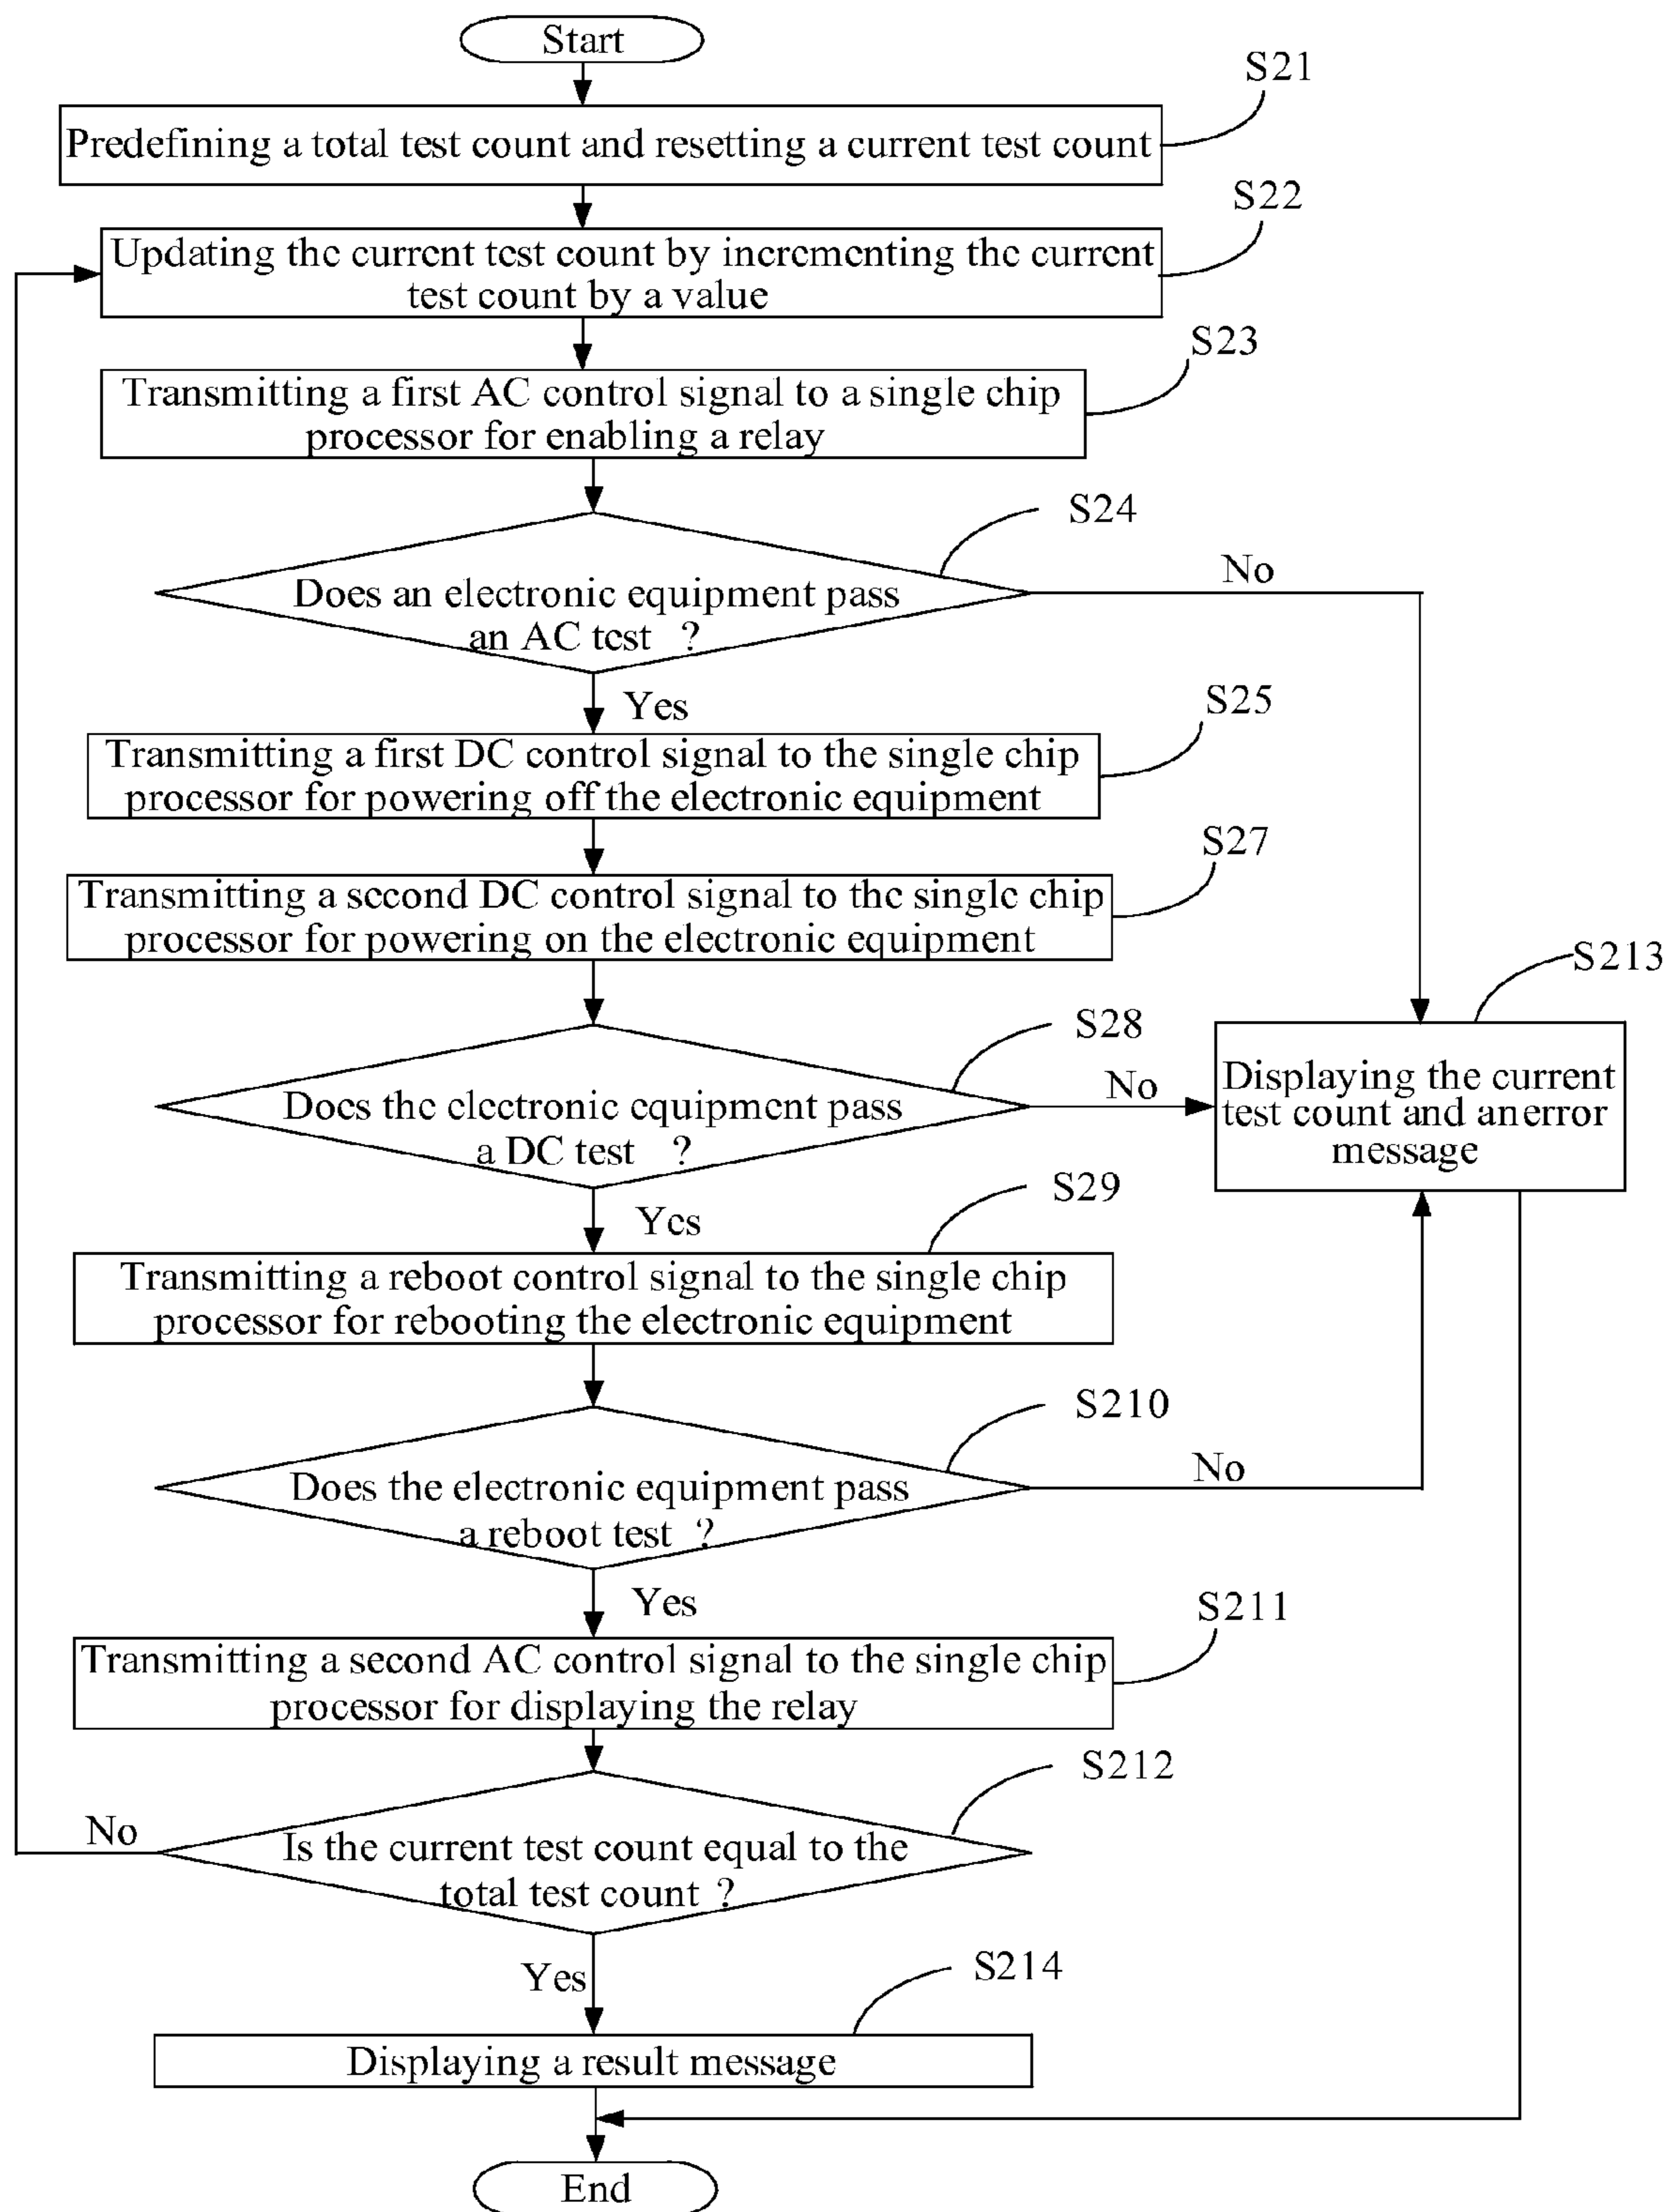 Start
S21
Predefining a total test count and resetting a current test count
S22
Updating the current test count by incrementing the current
test count by a value
S23
Transmitting a first AC control signal to a single chip
processor for enabling a relay
S24
No
Does an electronic equipment pass
an AC test ?
Yes
S25
Transmitting a first DC control signal to the single chip
processor for powering off the electronic equipment
S27
Transmitting a second DC control signal to the single chip
processor for powering on the electronic equipment
S213
S28
Displaying the current
test count and anerror
message
No
Does the electronic equipment pass
a DC test ?
Yes
S29
Transmitting a reboot control signal to the single chip
processor for rebooting the electronic equipment
S210
No
Does the electronic equipment pass
a reboot test ?
Yes
S211
Transmitting a second AC control signal to the single chip
processor for displaying the relay
S212
No
Is the current test count equal to the
total test count ?
Yes
S214
Displaying a result message
End